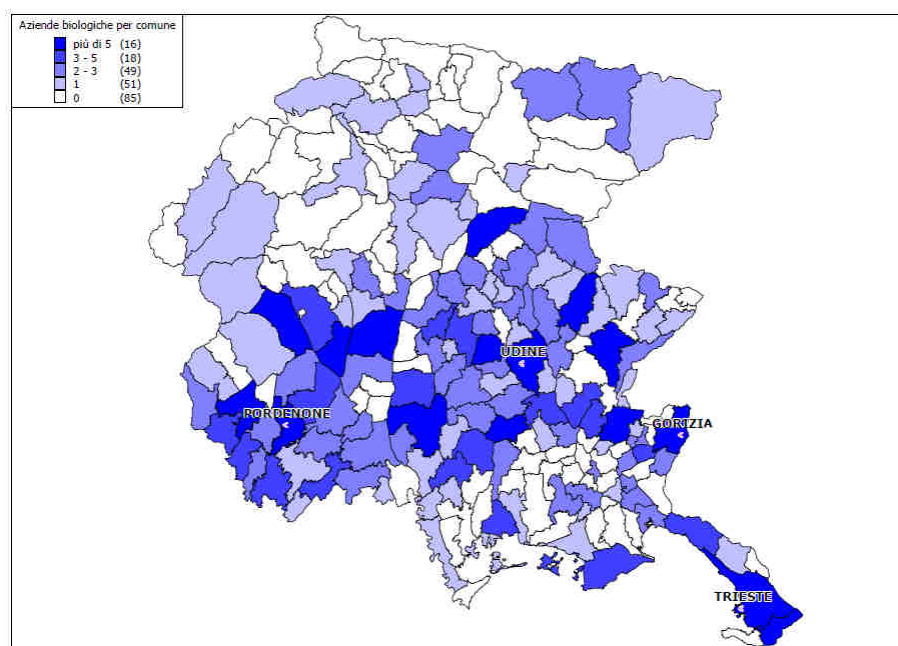 Aziende biologiche per comune
più di 5 (16)
3 - 5 (18)
2 - 3 (49)
1 (51)
0 (85)
UDINE
PORDENONE
GORIZIA
TRIESTE